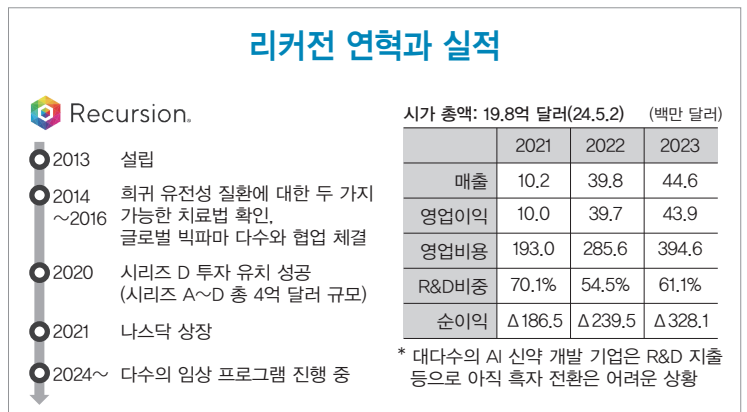 리커전 연혁과 실적
Recursion.
2013 설립
2014 희귀 유전성 질환에 대한 두 가지
~2016 가능한 치료법 확인,
글로벌 빅파마 다수와 협업 체결
2020 시리즈 D 투자 유치 성공
(시리즈 A~D 총 4억 달러 규모)
2021 나스닥 상장
2024~ 다수의 임상 프로그램 진행 중
시가 총액: 19.8억 달러(24.5.2) (백만 달러)
2021 2022 2023
매출 10.2 39.8 44.6
영업이익 10.0 39.7 43.9
영업비용 193.0 285.6 394.6
R&D비중 70.1% 54.5% 61.1%
순이익 Δ186.5 Δ239.5 Δ328.1
* 대다수의 AI 신약 개발 기업은 R&D 지출
등으로 아직 흑자 전환은 어려운 상황